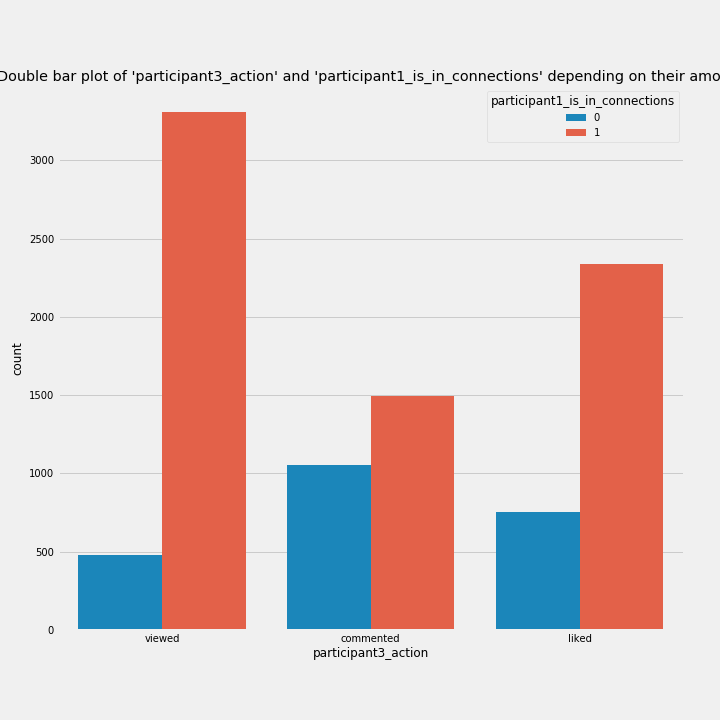 Double bar plot of 'participant3_action' and 'participant1_is_in_connections' depending on their amo
participant1_is_in_connections
0
1
3000
2500
2000
1500
1000
500
0
count
viewed
commented
liked
participant3_action